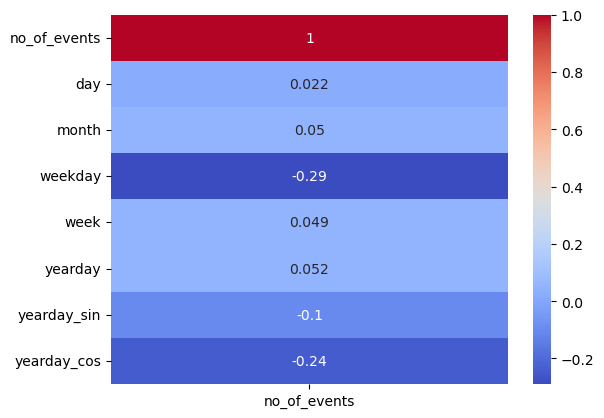 no_of_events 1
day 0.022
month 0.05
weekday -0.29
week 0.049
yearday 0.052
yearday_sin -0.1
yearday_cos -0.24
no_of_events
1.0
0.8
0.6
0.4
0.2
0.0
−0.2